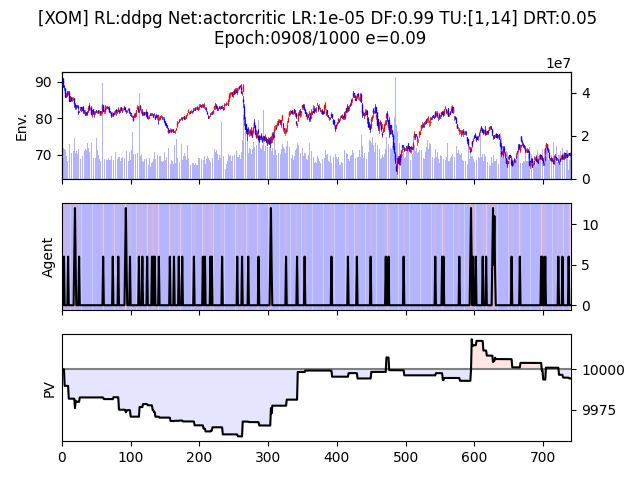 [XOM] RL:ddpg Net:actorcritic LR:1e-05 DF:0.99 TU:[1,14] DRT:0.05
Epoch:0908/1000 e=0.09
1e7
90
80
70
Env.
4
2
0
Agent
10
5
0
PV
10000
9975
0 100 200 300 400 500 600 700